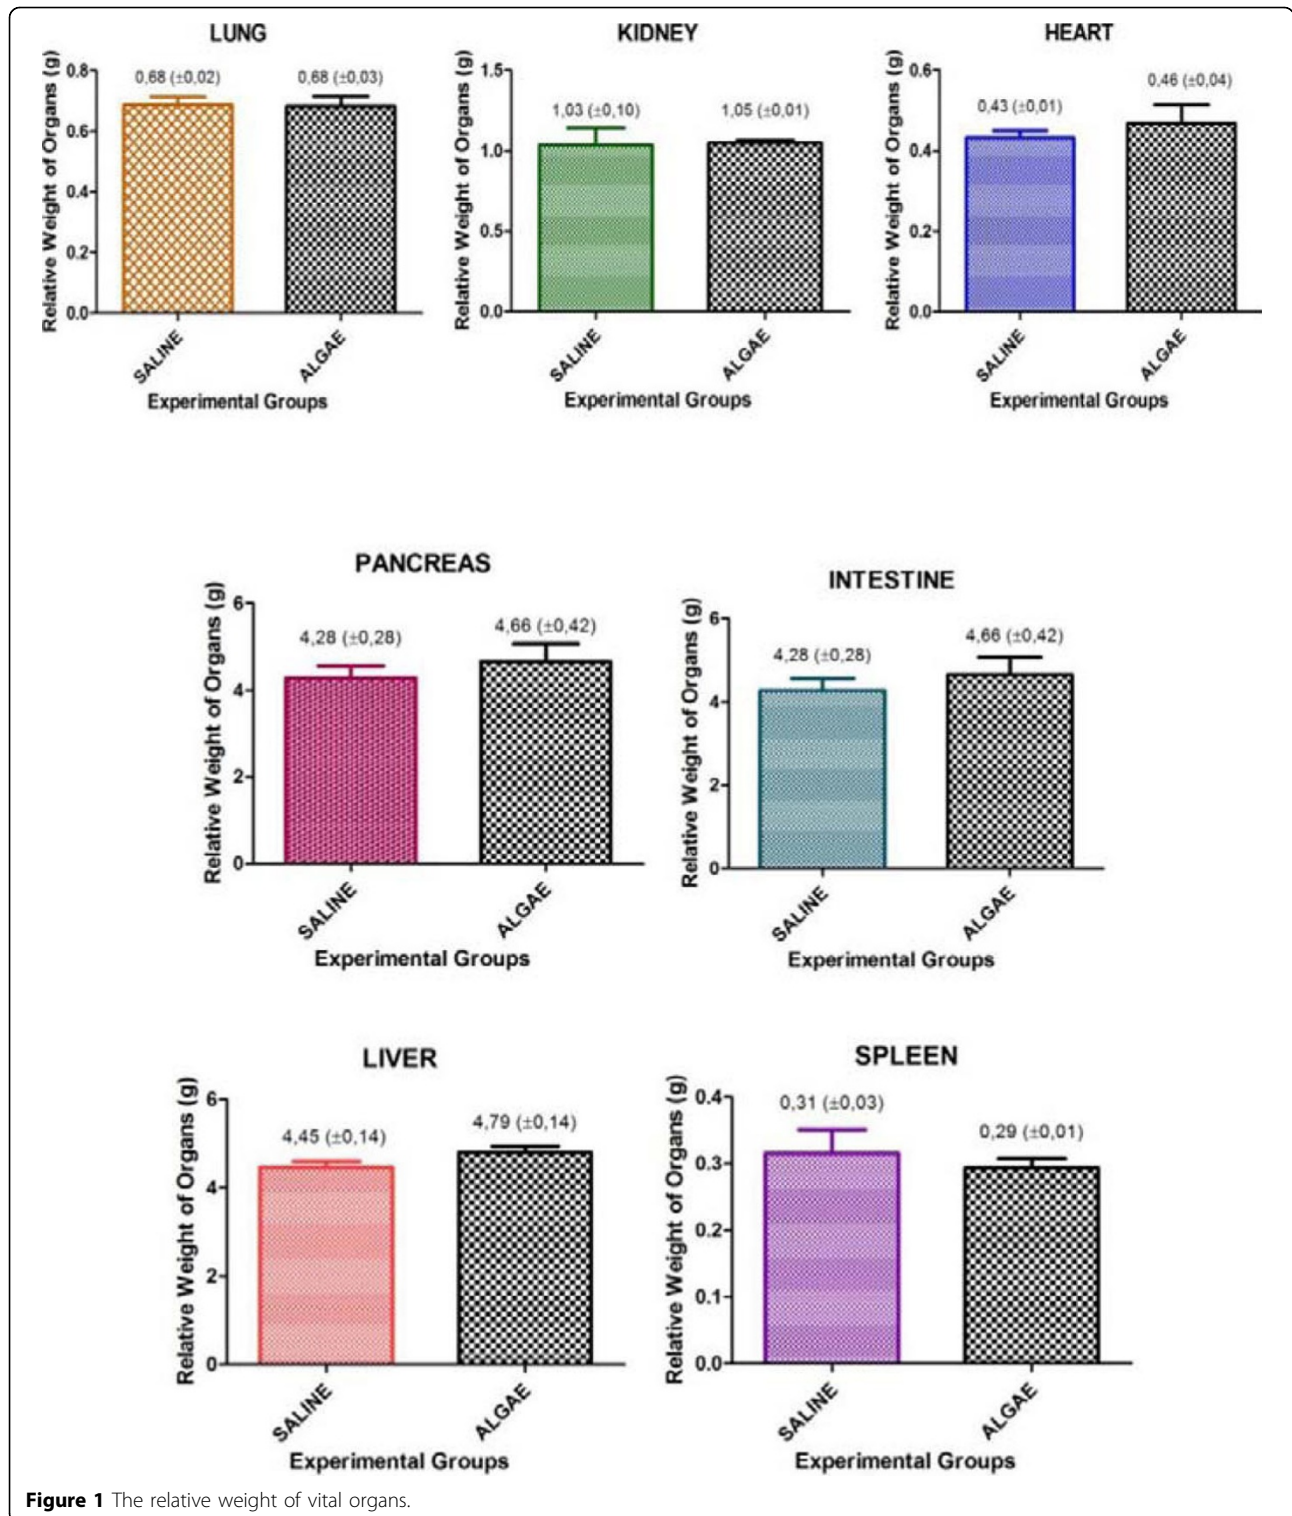 LUNG
Relative Weight of Organs (g)
0.8
0.6
0.4
0.2
0.0
0,68 (±0,02)
0,68 (±0,03)
SALINE
ALGAE
Experimental Groups
KIDNEY
Relative Weight of Organs (g)
1.5
1.0
0.5
0.0
1,03 (±0,10)
1,05 (±0,01)
SALINE
ALGAE
Experimental Groups
HEART
Relative Weight of Organs (g)
0.6
0.4
0.2
0.0
0,43 (±0,01)
0,46 (±0,04)
SALINE
ALGAE
Experimental Groups
PANCREAS
Relative Weight of Organs (g)
6
4
2
0
4,28 (±0,28)
4,66 (±0,42)
SALINE
ALGAE
Experimental Groups
INTESTINE
Relative Weight of Organs (g)
6
4
2
0
4,28 (±0,28)
4,66 (±0,42)
SALINE
ALGAE
Experimental Groups
LIVER
Relative Weight of Organs (g)
6
4
2
0
4,45 (±0,14)
4,79 (±0,14)
SALINE
ALGAE
Experimental Groups
SPLEEN
Relative Weight of Organs (g)
0.4
0.3
0.2
0.1
0.0
0,31 (±0,03)
0,29 (±0,01)
SALINE
ALGAE
Experimental Groups
Figure 1 The relative weight of vital organs.